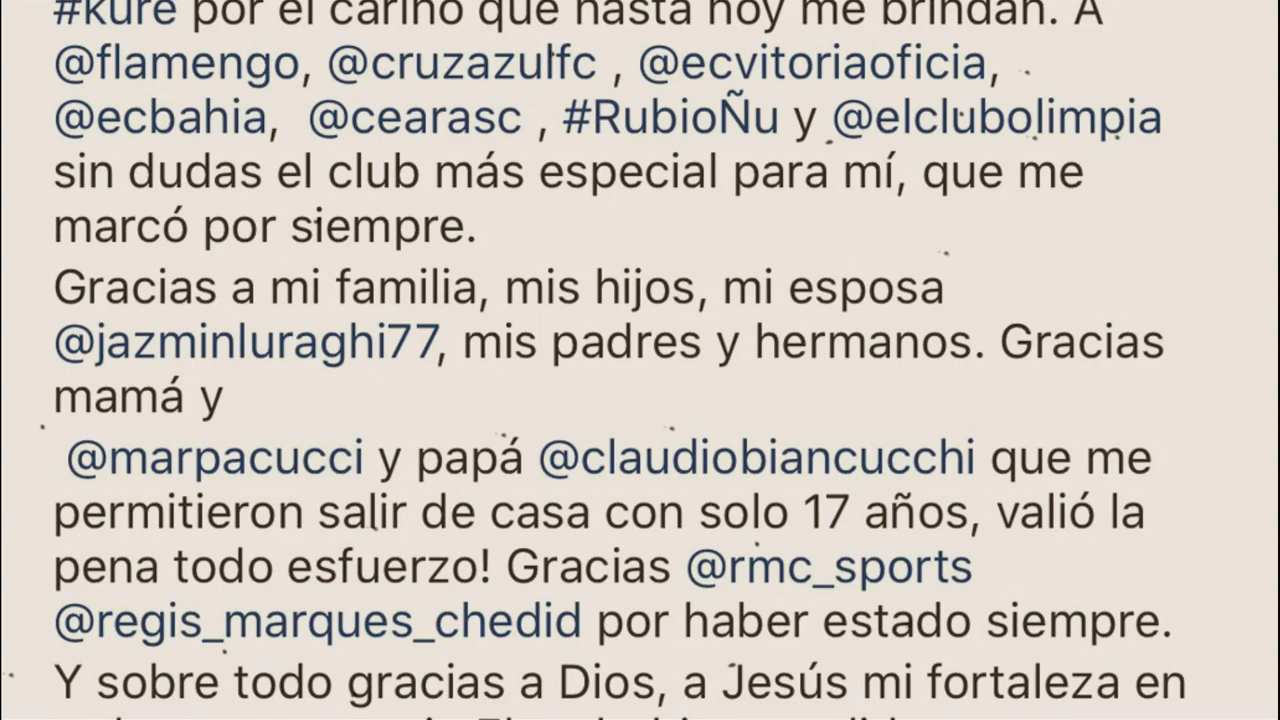 #kure por el cariño que hasta hoy me brindan. A
@flamengo, @cruzazulfc , @ecvitoriaoficia,
@ecbahia,  @cearasc , #RubioÑu y @elclubolimpia
sin dudas el club más especial para mí, que me
marcó por siempre.
Gracias a mi familia, mis hijos, mi esposa
@jazminluraghi77, mis padres y hermanos. Gracias
mamá y
@marpacucci y papá @claudiobiancucchi que me
permitieron salir de casa con solo 17 años, valió la
pena todo esfuerzo! Gracias @rmc_sports
@regis_marques_chedid por haber estado siempre.
Y sobre todo gracias a Dios, a Jesús mi fortaleza en